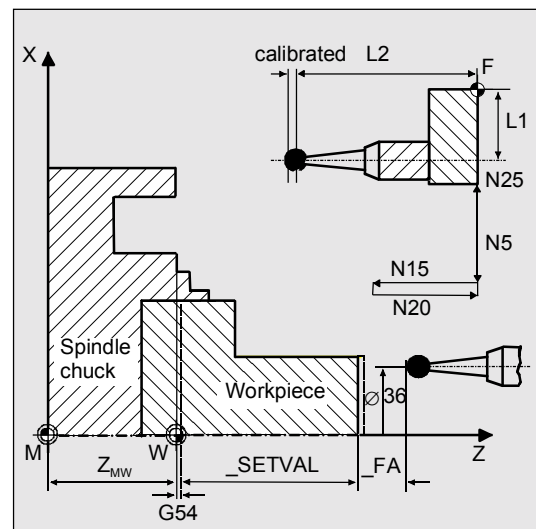 calibrated
L2
X
F
L1
N25
N5
N15
N20
Spindle
chuck
Workpiece
∅ 36
M
W
Z
Z_MW
_SETVAL
_FA
G54